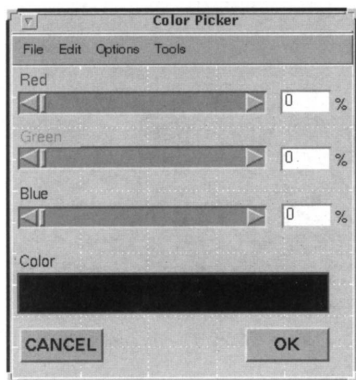 Color Picker
File Edit Options Tools
Red
0 %
Green
0 %
Blue
0 %
Color
CANCEL OK